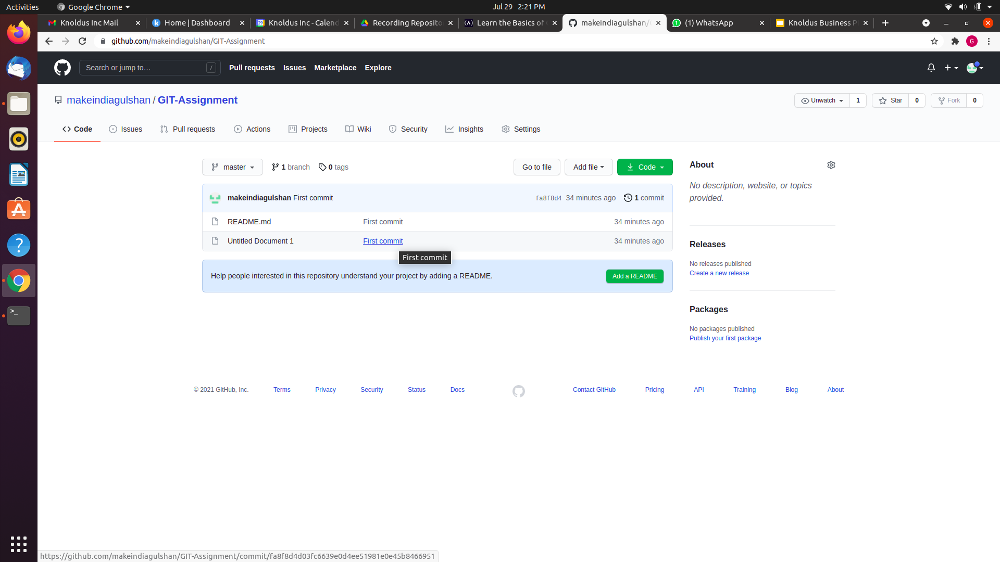 Activities Google Chrome Jul 29 2:21 PM
Knoldus Inc Mail Home | Dashboard Knoldus Inc - Calend Recording Reposito Learn the Basics of makeindiagulshan/ (1) WhatsApp Knoldus Business P
github.com/makeindiagulshan/GIT-Assignment G
Search or jump to… / Pull requests Issues Marketplace Explore
makeindiagulshan / GIT-Assignment Unwatch 1 Star 0 Fork 0
Code Issues Pull requests Actions Projects Wiki Security Insights Settings
master 1 branch 0 tags Go to file Add file Code
makeindiagulshan First commit fa8f8d4 34 minutes ago 1 commit
README.md First commit 34 minutes ago
Untitled Document 1 First commit 34 minutes ago
First commit
Help people interested in this repository understand your project by adding a README. Add a README
About
No description, website, or topics
provided.
Releases
No releases published
Create a new release
Packages
No packages published
Publish your first package
© 2021 GitHub, Inc. Terms Privacy Security Status Docs Contact GitHub Pricing API Training Blog About
https://github.com/makeindiagulshan/GIT-Assignment/commit/fa8f8d4d03fc6639e0d4ee51981e0e45b8466951